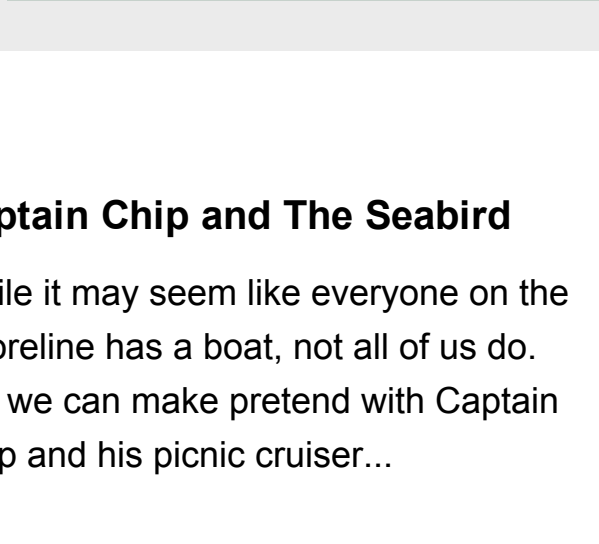 ptain Chip and The Seabird
ile it may seem like everyone on the
oreline has a boat, not all of us do.
we can make pretend with Captain
p and his picnic cruiser...